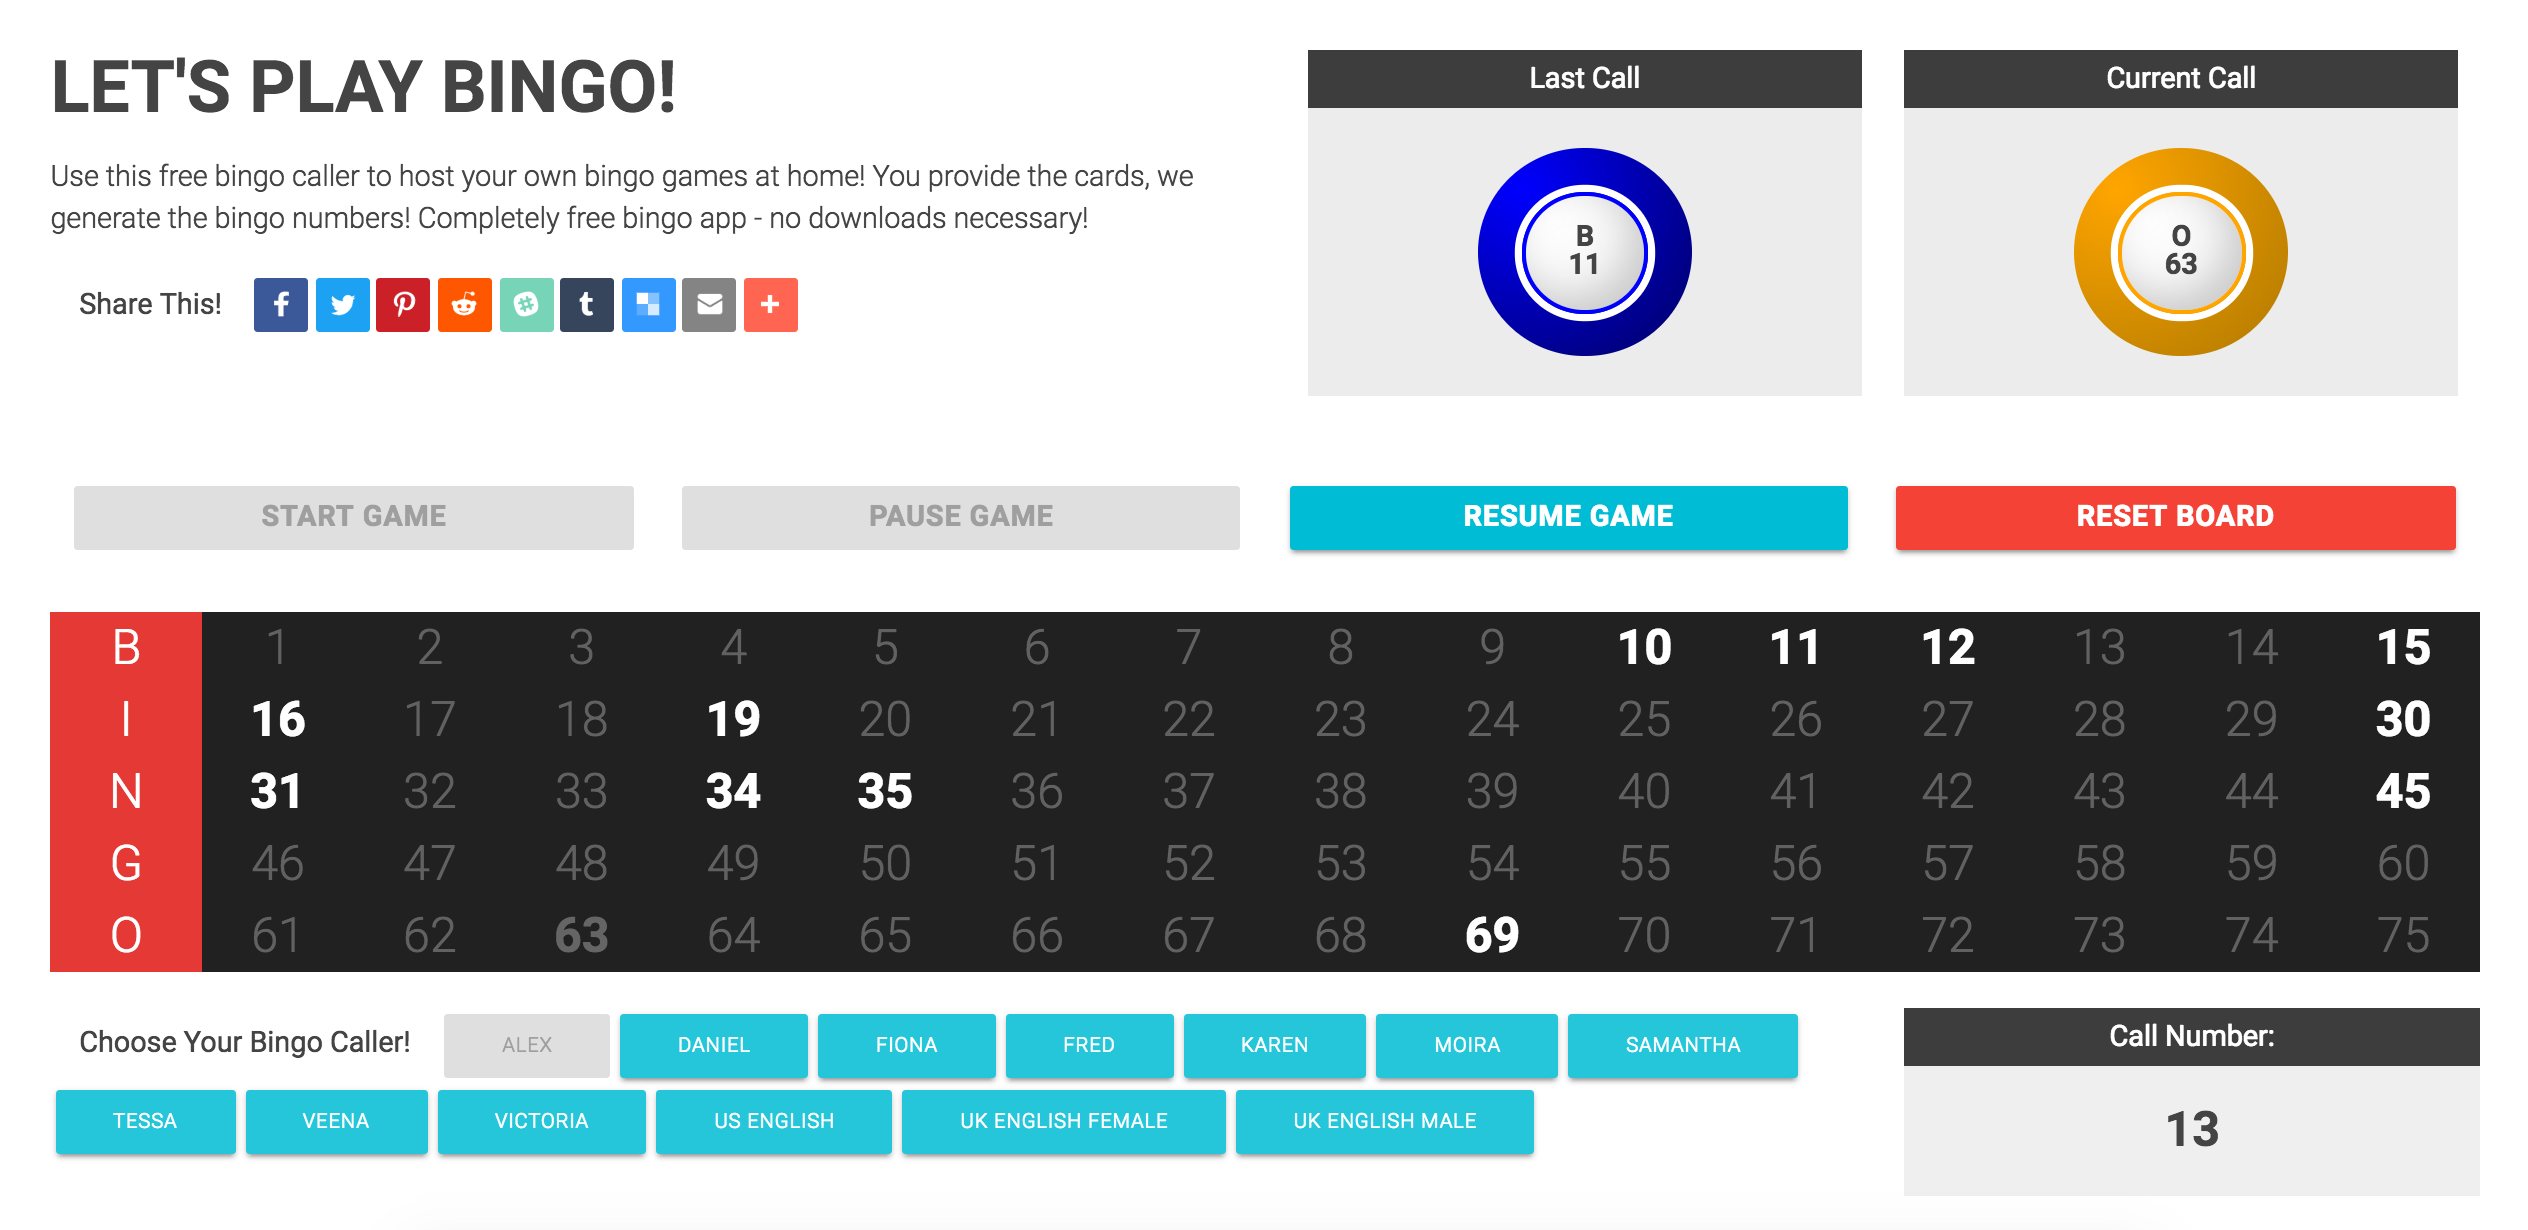 LET'S PLAY BINGO!
Use this free bingo caller to host your own bingo games at home! You provide the cards, we
generate the bingo numbers! Completely free bingo app - no downloads necessary!
Share This!
Last Call
B
11
Current Call
O
63
START GAME PAUSE GAME RESUME GAME RESET BOARD
B 1 2 3 4 5 6 7 8 9 10 11 12 13 14 15
I 16 17 18 19 20 21 22 23 24 25 26 27 28 29 30
N 31 32 33 34 35 36 37 38 39 40 41 42 43 44 45
G 46 47 48 49 50 51 52 53 54 55 56 57 58 59 60
O 61 62 63 64 65 66 67 68 69 70 71 72 73 74 75
Choose Your Bingo Caller! ALEX DANIEL FIONA FRED KAREN MOIRA SAMANTHA
TESSA VEENA VICTORIA US ENGLISH UK ENGLISH FEMALE UK ENGLISH MALE
Call Number:
13